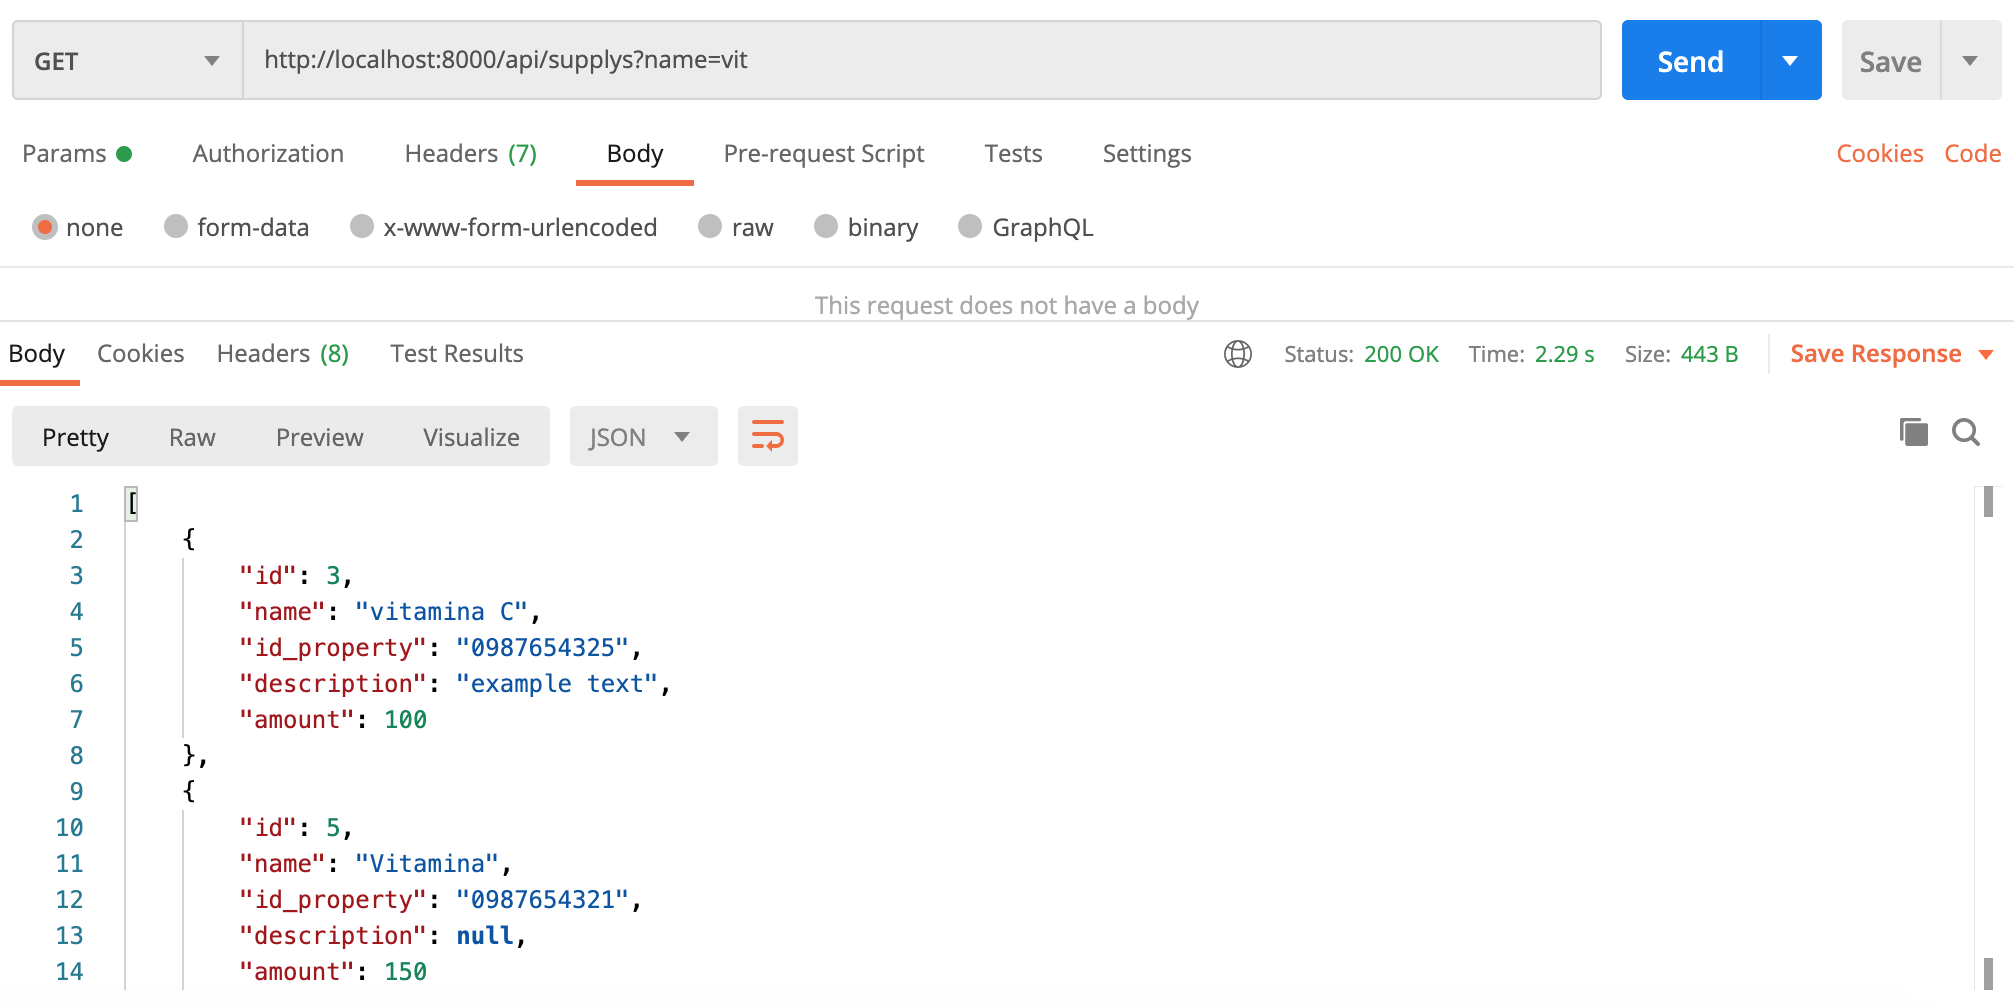 GET http://localhost:8000/api/supplys?name=vit Send Save
Params Authorization Headers (7) Body Pre-request Script Tests Settings Cookies Code
none form-data x-www-form-urlencoded raw binary GraphQL
This request does not have a body
Body Cookies Headers (8) Test Results Status: 200 OK Time: 2.29 s Size: 443 B Save Response
Pretty Raw Preview Visualize JSON
1 [
2 {
3 "id": 3,
4 "name": "vitamina C",
5 "id_property": "0987654325",
6 "description": "example text",
7 "amount": 100
8 },
9 {
10 "id": 5,
11 "name": "Vitamina",
12 "id_property": "0987654321",
13 "description": null,
14 "amount": 150